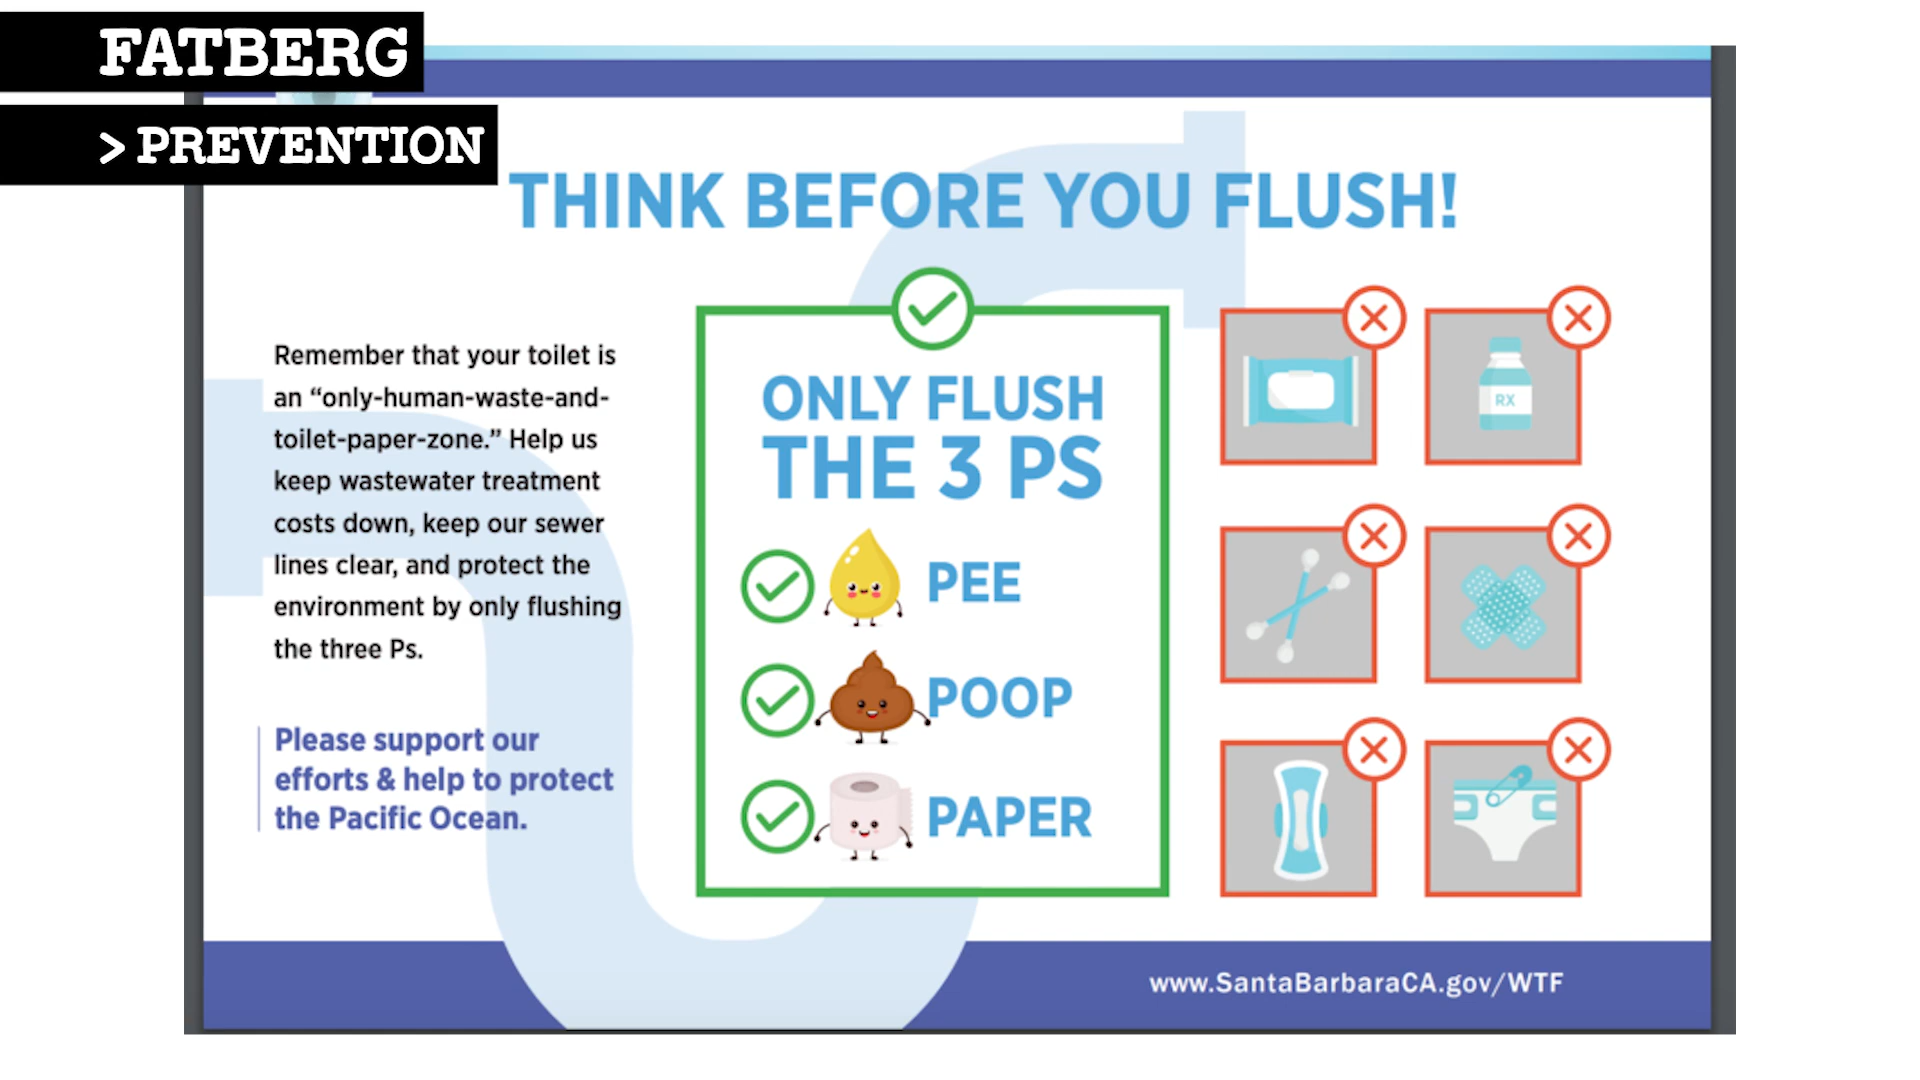 FATBERG
> PREVENTION
THINK BEFORE YOU FLUSH!
Remember that your toilet is
an “only-human-waste-and-
toilet-paper-zone.” Help us
keep wastewater treatment
costs down, keep our sewer
lines clear, and protect the
environment by only flushing
the three Ps.
Please support our
efforts & help to protect
the Pacific Ocean.
ONLY FLUSH
THE 3 PS
PEE
POOP
PAPER
RX
www.SantaBarbaraCA.gov/WTF